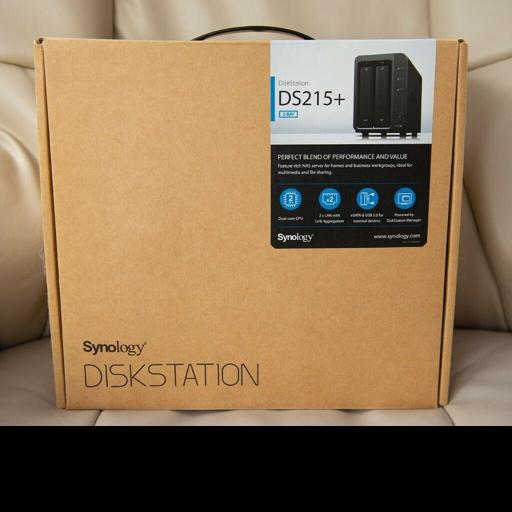 DiskStation
DS215+
2-BAY
PERFECT BLEND OF PERFORMANCE AND VALUE
Feature-rich NAS server for homes and business workgroups, ideal for
multimedia and file sharing.
2
x2
Dual-core CPU
2 x LAN with
Link Aggregation
eSATA & USB 3.0 for
external devices
Powered by
DiskStation Manager
Synology®
www.synology.com
Synology®
DISKSTATION